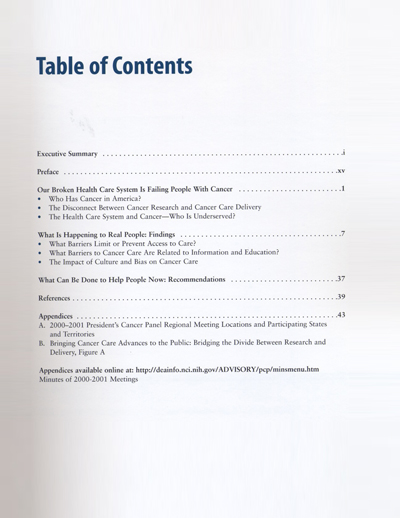 Table of Contents
Executive Summary . . . . . . . . . . . . . . . . . . . . . . . . . . . . . . . . . . . . . . . . i
Preface . . . . . . . . . . . . . . . . . . . . . . . . . . . . . . . . . . . . . . . . xv
Our Broken Health Care System Is Failing People With Cancer . . . . . . . . . . . . . . . . . . . . 1
• Who Has Cancer in America?
• The Disconnect Between Cancer Research and Cancer Care Delivery
• The Health Care System and Cancer—Who Is Underserved?
What Is Happening to Real People: Findings . . . . . . . . . . . . . . . . . . . . . . . . . . . . . . 7
• What Barriers Limit or Prevent Access to Care?
• What Barriers to Cancer Care Are Related to Information and Education?
• The Impact of Culture and Bias on Cancer Care
What Can Be Done to Help People Now: Recommendations . . . . . . . . . . . . . . . . . . . . 37
References . . . . . . . . . . . . . . . . . . . . . . . . . . . . . . . . . . . . . . . . 39
Appendices . . . . . . . . . . . . . . . . . . . . . . . . . . . . . . . . . . . . . . . . 43
A. 2000–2001 President's Cancer Panel Regional Meeting Locations and Participating States
and Territories
B. Bringing Cancer Care Advances to the Public: Bridging the Divide Between Research and
Delivery, Figure A
Appendices available online at: http://deainfo.nci.nih.gov/ADVISORY/pcp/minsmenu.htm
Minutes of 2000-2001 Meetings